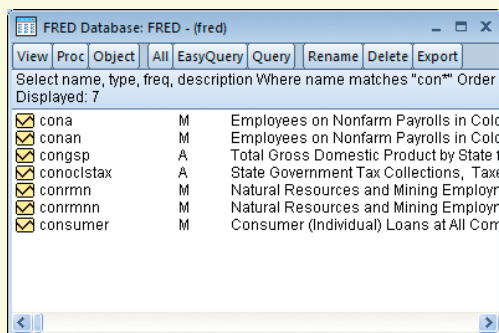 FRED Database: FRED - (fred)
View Proc Object All EasyQuery Query Rename Delete Export
Select name, type, freq, description Where name matches "con*" Order
Displayed: 7
cona M Employees on Nonfarm Payrolls in Colo
conan M Employees on Nonfarm Payrolls in Colo
congsp A Total Gross Domestic Product by State f
conoclstax A State Government Tax Collections, Taxe
conrmn M Natural Resources and Mining Employn
conrmnn M Natural Resources and Mining Employn
consumer M Consumer (Individual) Loans at All Com